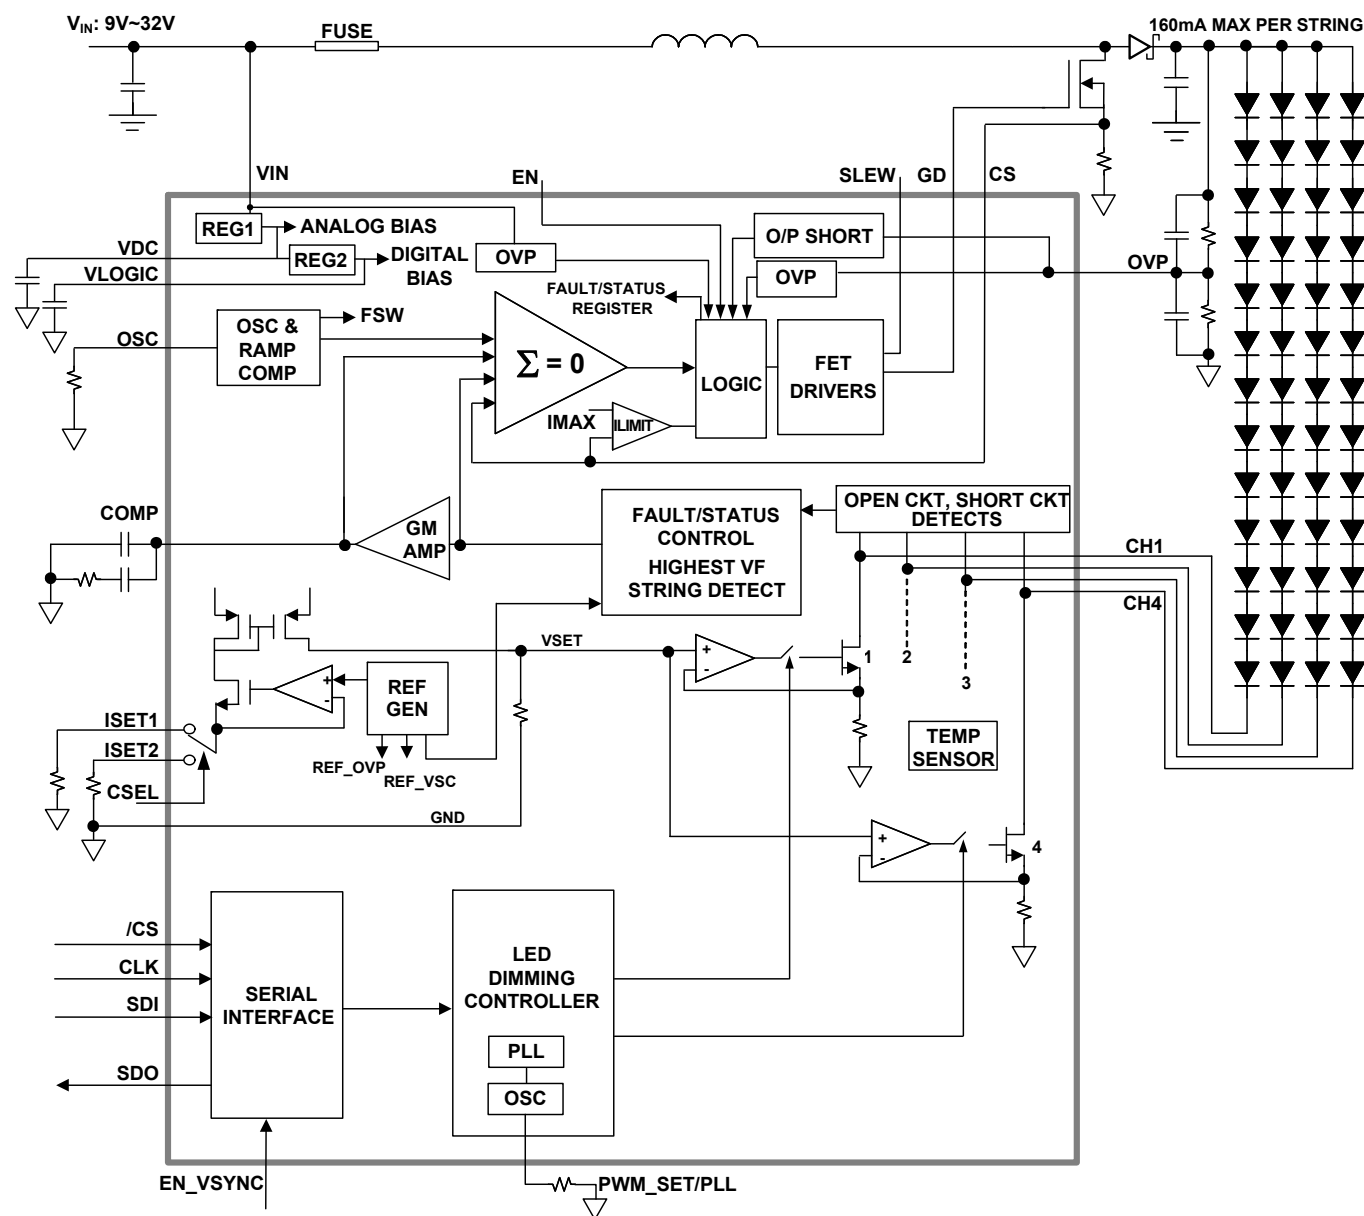 VIN: 9V~32V
FUSE
160mA MAX PER STRING
VIN
EN
SLEW
GD
CS
REG1
ANALOG BIAS
VDC
REG2
DIGITAL
BIAS
VLOGIC
OVP
O/P SHORT
OVP
OVP
FAULT/STATUS
REGISTER
OSC
OSC &
RAMP
COMP
FSW
Σ = 0
LOGIC
FET
DRIVERS
IMAX
ILIMIT
COMP
GM
AMP
FAULT/STATUS
CONTROL
HIGHEST VF
STRING DETECT
OPEN CKT, SHORT CKT
DETECTS
CH1
CH4
VSET
+
-
1
2
3
+
-
REF
GEN
ISET1
ISET2
CSEL
REF_OVP
REF_VSC
TEMP
SENSOR
GND
+
-
4
/CS
CLK
SDI
SDO
SERIAL
INTERFACE
LED
DIMMING
CONTROLLER
PLL
OSC
EN_VSYNC
PWM_SET/PLL